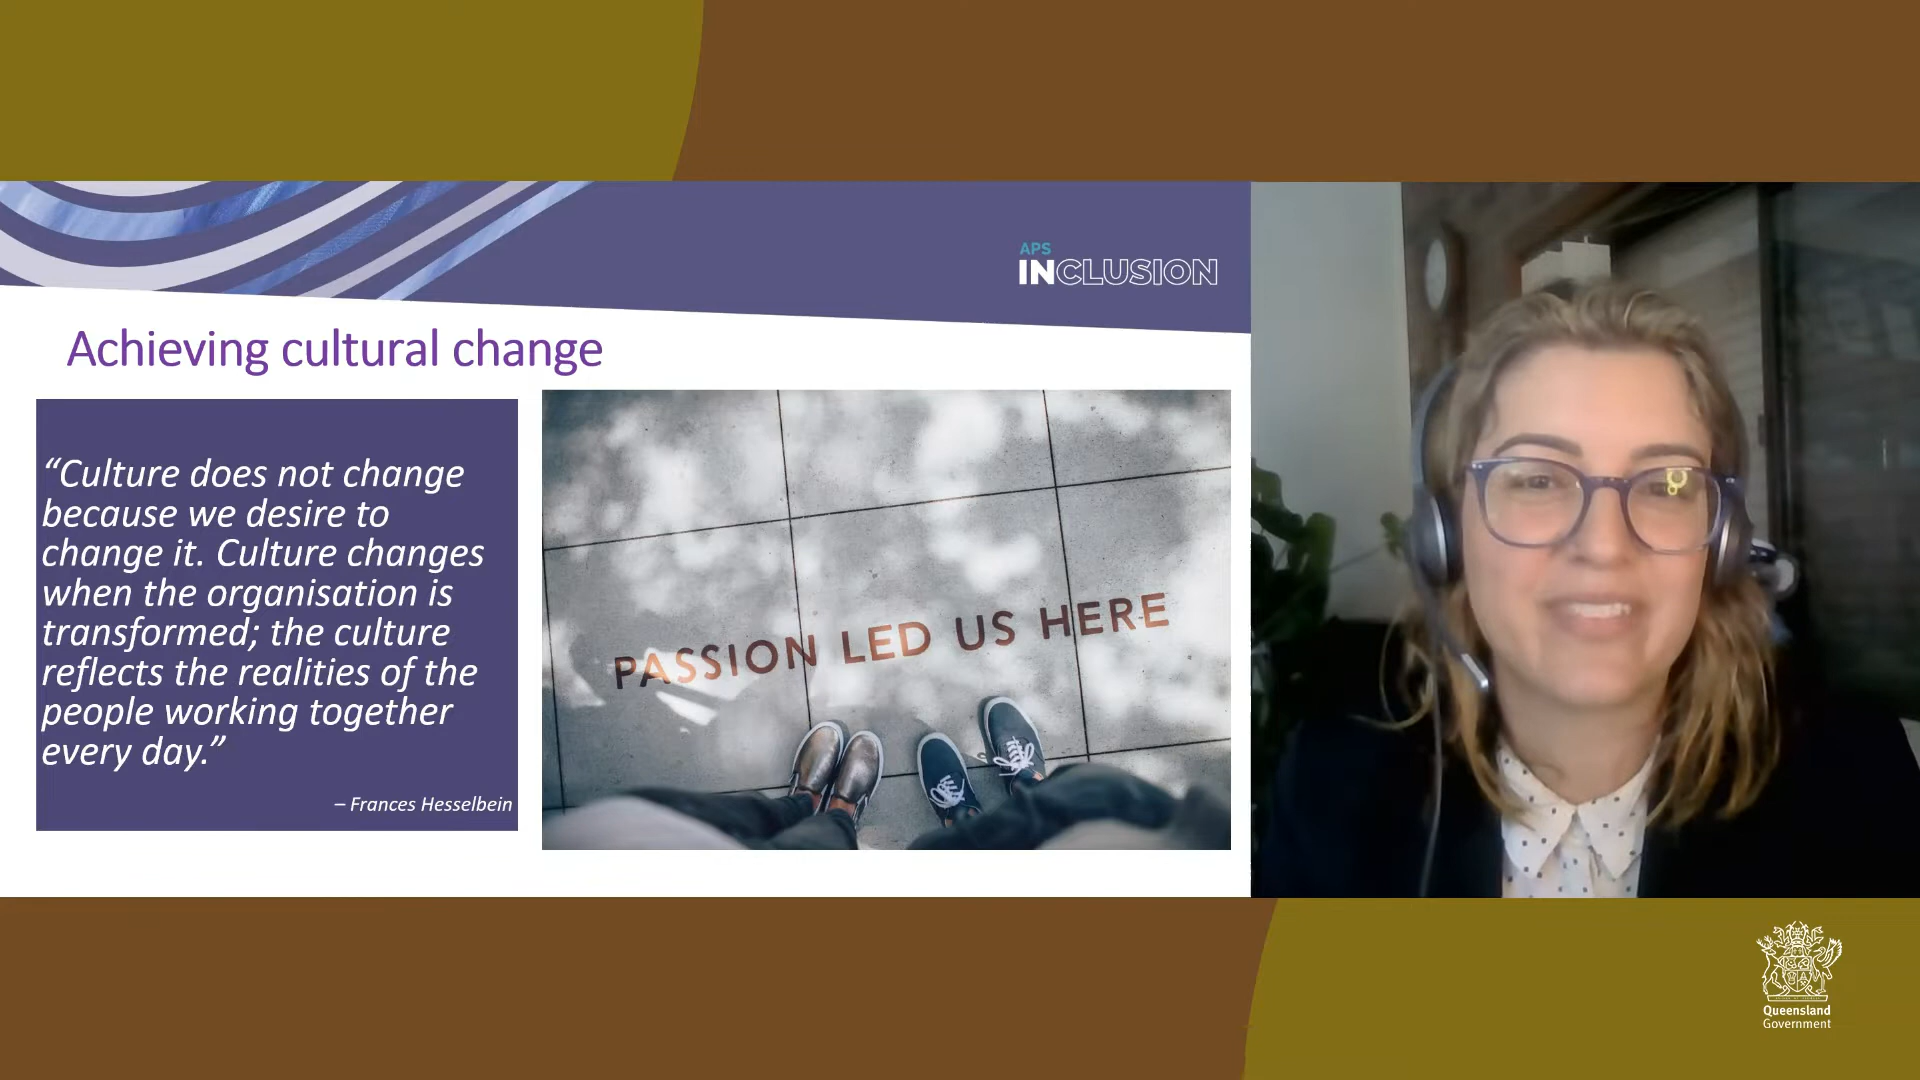 APS
INCLUSION
Achieving cultural change
“Culture does not change
because we desire to
change it. Culture changes
when the organisation is
transformed; the culture
reflects the realities of the
people working together
every day.”
– Frances Hesselbein
PASSION LED US HERE
Queensland
Government